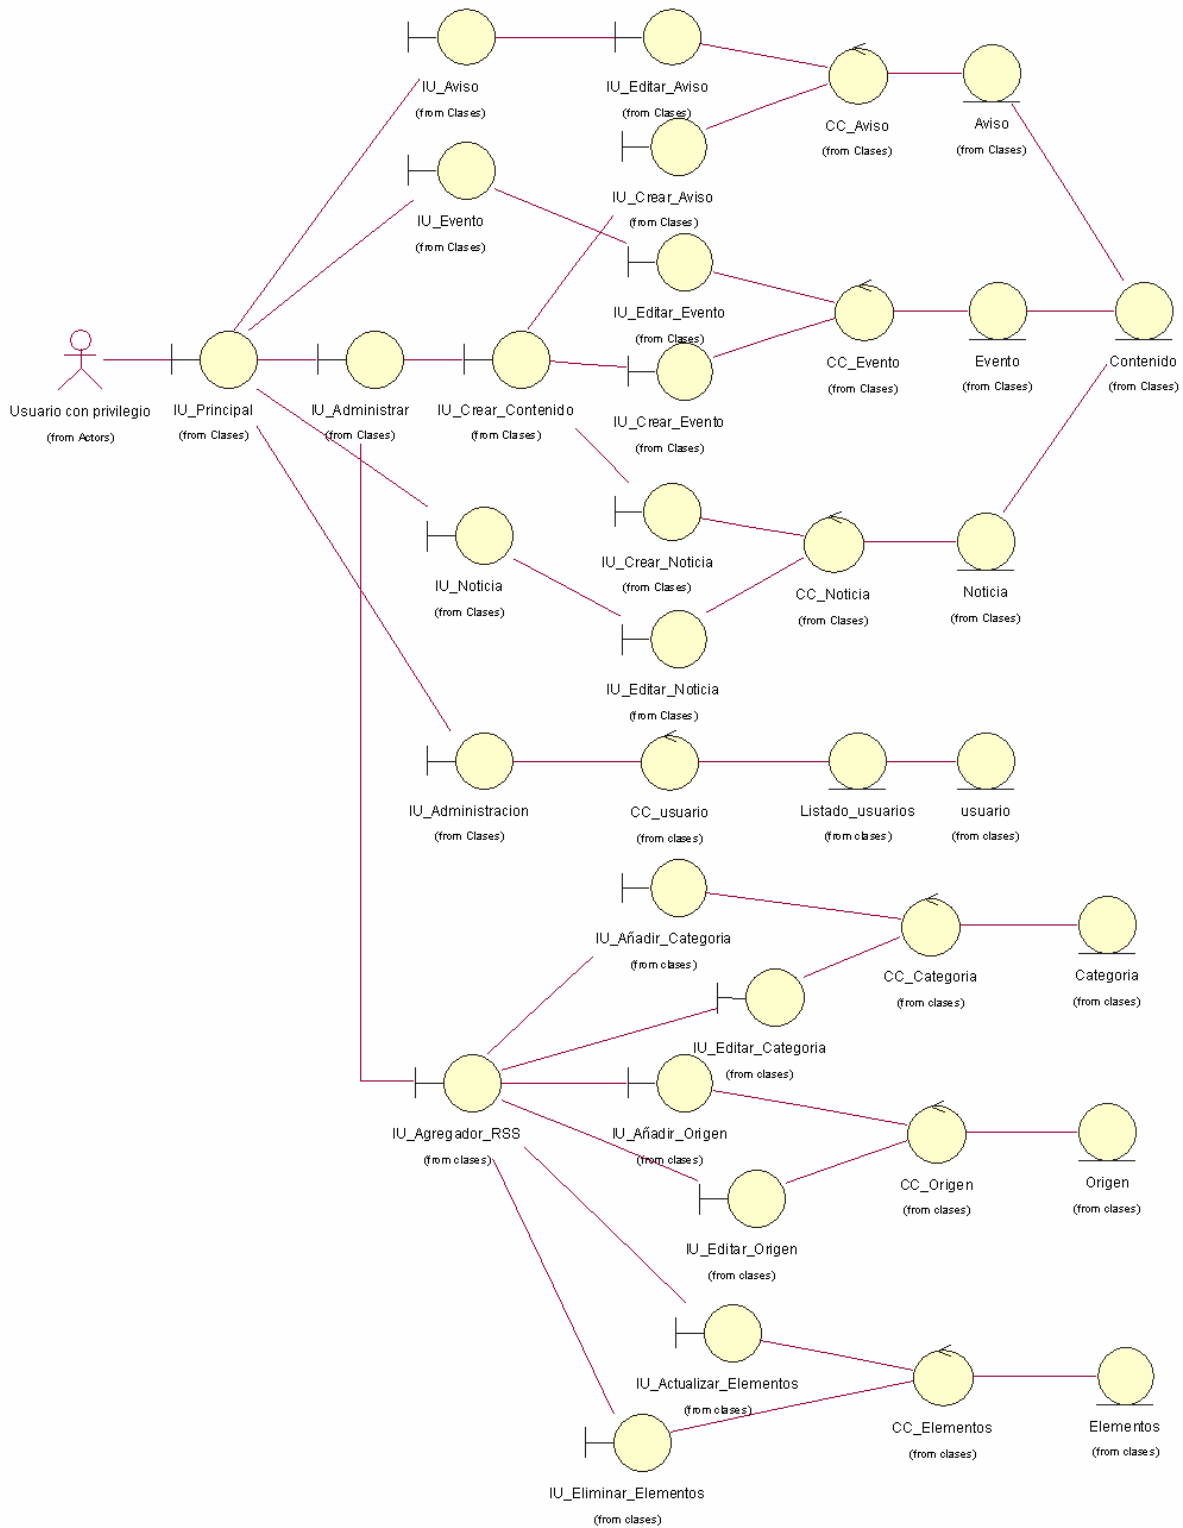 IU_Aviso
(from Clases)
IU_Editar_Aviso
(from Clases)
CC_Aviso
(from Clases)
Aviso
(from Clases)
IU_Crear_Aviso
(from Clases)
IU_Evento
(from Clases)
IU_Editar_Evento
(from Clases)
CC_Evento
(from Clases)
Evento
(from Clases)
Contenido
(from Clases)
Usuario con privilegio
(from Actors)
IU_Principal
(from Clases)
IU_Administrar
(from Clases)
IU_Crear_Contenido
(from Clases)
IU_Crear_Evento
(from Clases)
IU_Noticia
(from Clases)
IU_Crear_Noticia
(from Clases)
CC_Noticia
(from Clases)
Noticia
(from Clases)
IU_Editar_Noticia
(from Clases)
IU_Administracion
(from Clases)
CC_usuario
(from clases)
Listado_usuarios
(from clases)
usuario
(from clases)
IU_Añadir_Categoria
(from clases)
CC_Categoria
(from clases)
Categoria
(from clases)
IU_Editar_Categoria
(from clases)
IU_Agregador_RSS
(from clases)
IU_Añadir_Origen
(from clases)
CC_Origen
(from clases)
Origen
(from clases)
IU_Editar_Origen
(from clases)
IU_Actualizar_Elementos
(from clases)
CC_Elementos
(from clases)
Elementos
(from clases)
IU_Eliminar_Elementos
(from clases)